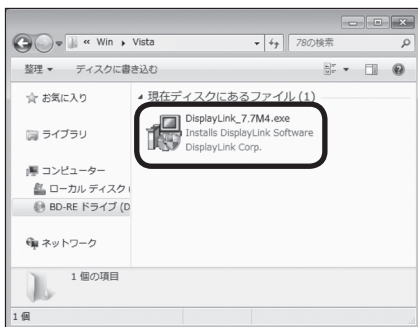 « Win ▸ Vista
78の検索
整理 ▼ ディスクに書き込む
お気に入り
ライブラリ
コンピューター
ローカル ディスク (
BD-RE ドライブ (D
ネットワーク
現在ディスクにあるファイル (1)
DisplayLink_7.7M4.exe
Installs DisplayLink Software
DisplayLink Corp.
1 個の項目
1 個